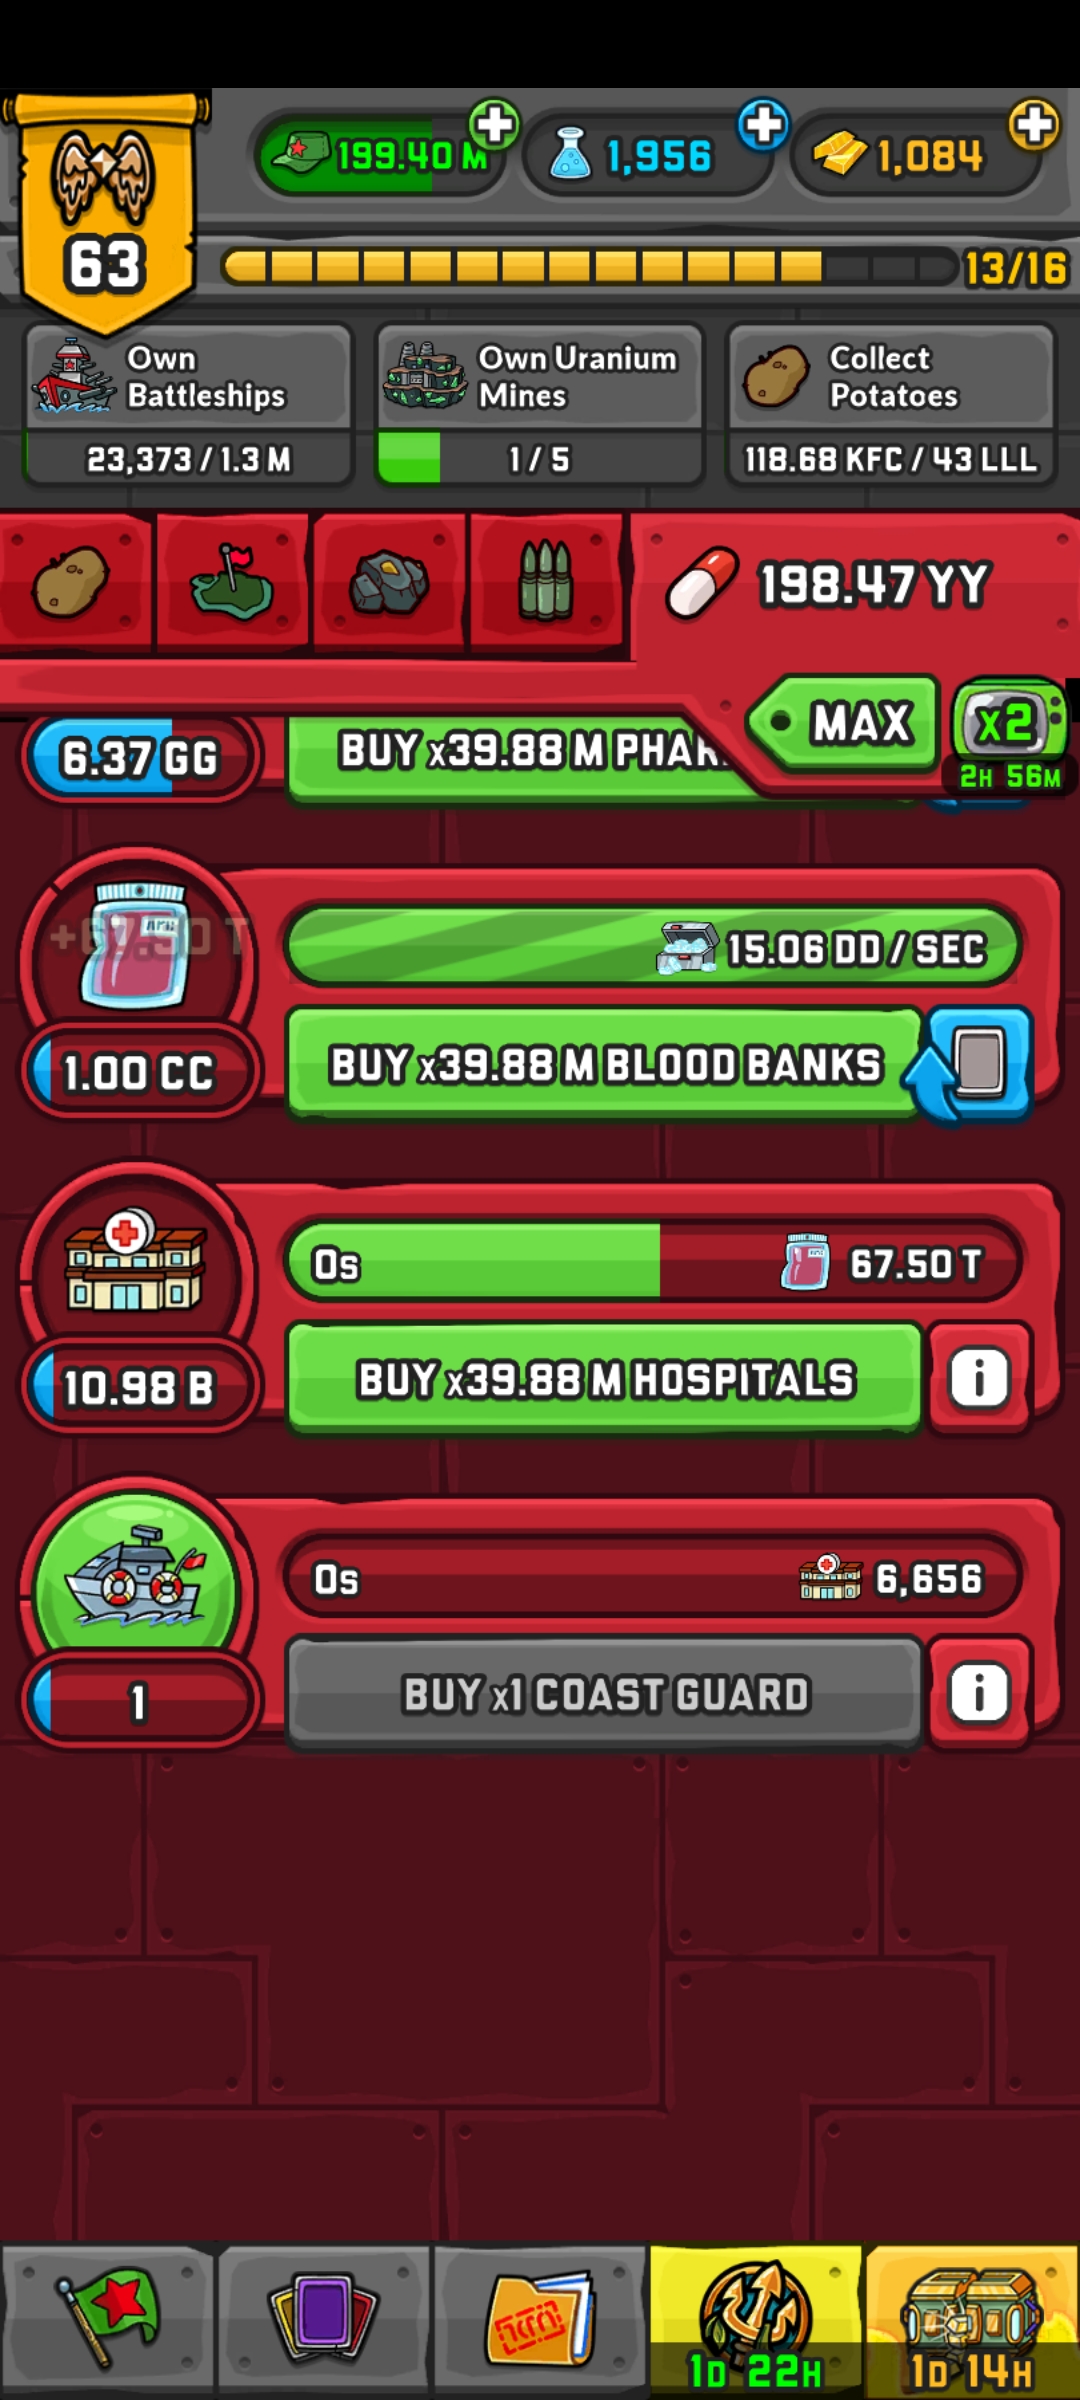 199.40 M
1,956
1,084
63
13/16
Own
Battleships
23,373 / 1.3 M
Own Uranium
Mines
1 / 5
Collect
Potatoes
118.68 KFC / 43 LLL
198.47 YY
MAX
x2
2H 56M
6.37 GG
BUY x39.88 M PHAR
+67.50 T
15.06 DD / SEC
1.00 CC
BUY x39.88 M BLOOD BANKS
0s
67.50 T
10.98 B
BUY x39.88 M HOSPITALS
i
0s
6,656
1
BUY x1 COAST GUARD
i
1D 22H
1D 14H